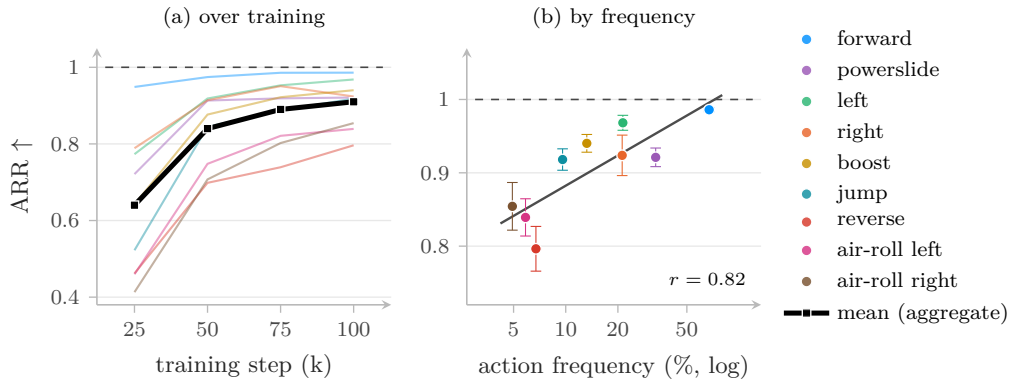 (a) over training
(b) by frequency
ARR ↑
1
0.8
0.6
0.4
25 50 75 100
training step (k)
1
0.9
0.8
r = 0.82
5 10 20 50
action frequency (%, log)
forward
powerslide
left
right
boost
jump
reverse
air-roll left
air-roll right
mean (aggregate)